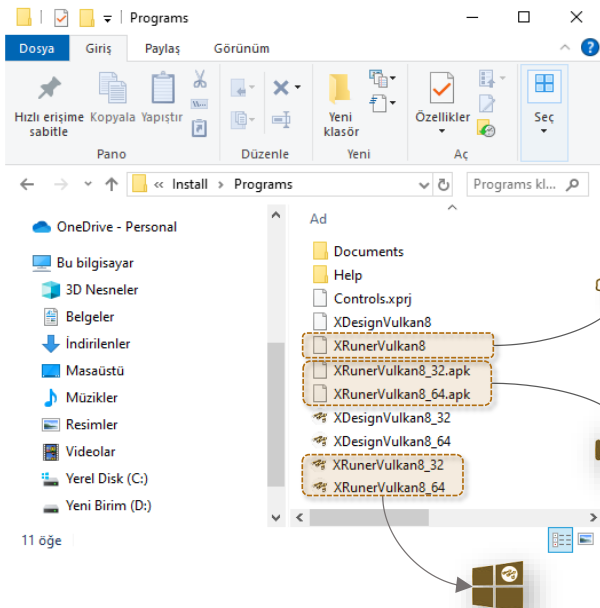 Programs
Dosya Giriş Paylaş Görünüm
Hızlı erişime sabitle
Kopyala
Yapıştır
Yeni klasör
Özellikler
Seç
Pano Düzenle Yeni Aç
« Install › Programs
Programs kl...
OneDrive - Personal
Bu bilgisayar
3D Nesneler
Belgeler
İndirilenler
Masaüstü
Müzikler
Resimler
Videolar
Yerel Disk (C:)
Yeni Birim (D:)
Ad
Documents
Help
Controls.xprj
XDesignVulkan8
XRunerVulkan8
XRunerVulkan8_32.apk
XRunerVulkan8_64.apk
XDesignVulkan8_32
XDesignVulkan8_64
XRunerVulkan8_32
XRunerVulkan8_64
11 öğe